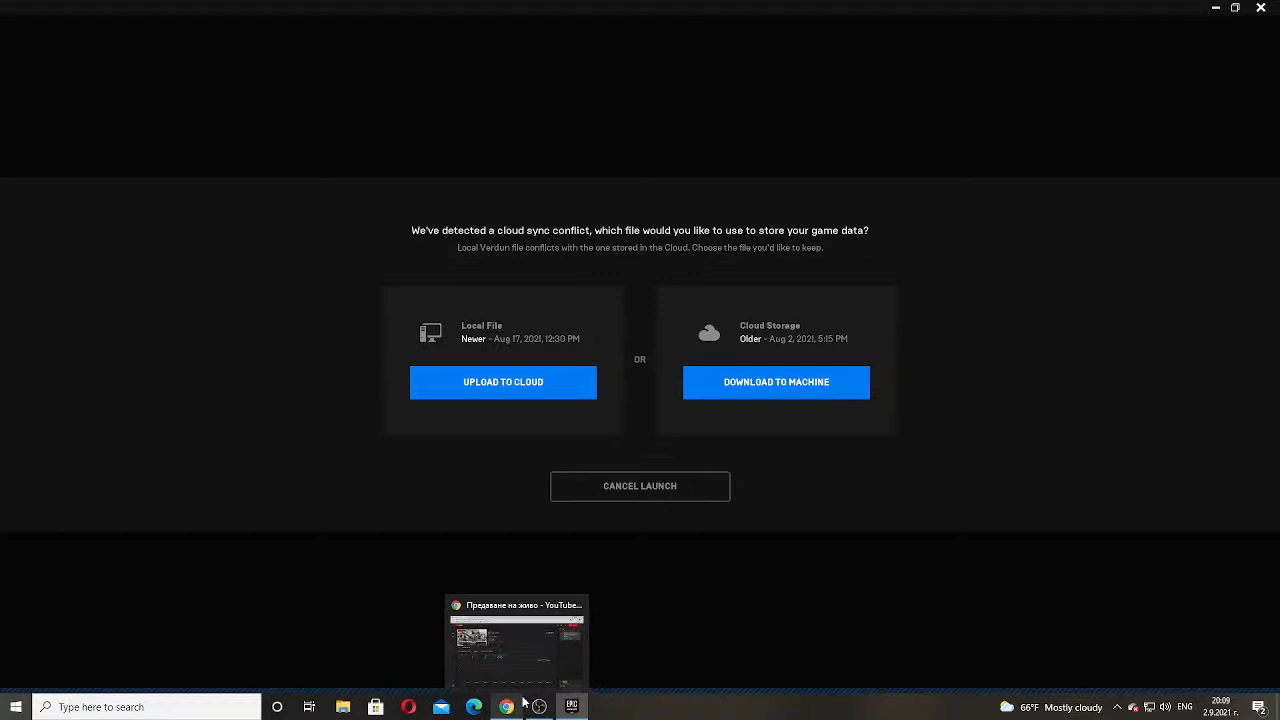 We've detected a cloud sync conflict, which file would you like to use to store your game data?
Local Verdun file conflicts with the one stored in the Cloud. Choose the file you'd like to keep.
Local File
Newer - Aug 17, 2021, 12:30 PM
UPLOAD TO CLOUD
OR
Cloud Storage
Older - Aug 2, 2021, 5:15 PM
DOWNLOAD TO MACHINE
CANCEL LAUNCH
Предаване на живо - YouTube...
Type here to search
EPIC
66°F Mostly cloudy
ENG
20:09
2.9.2021 г.